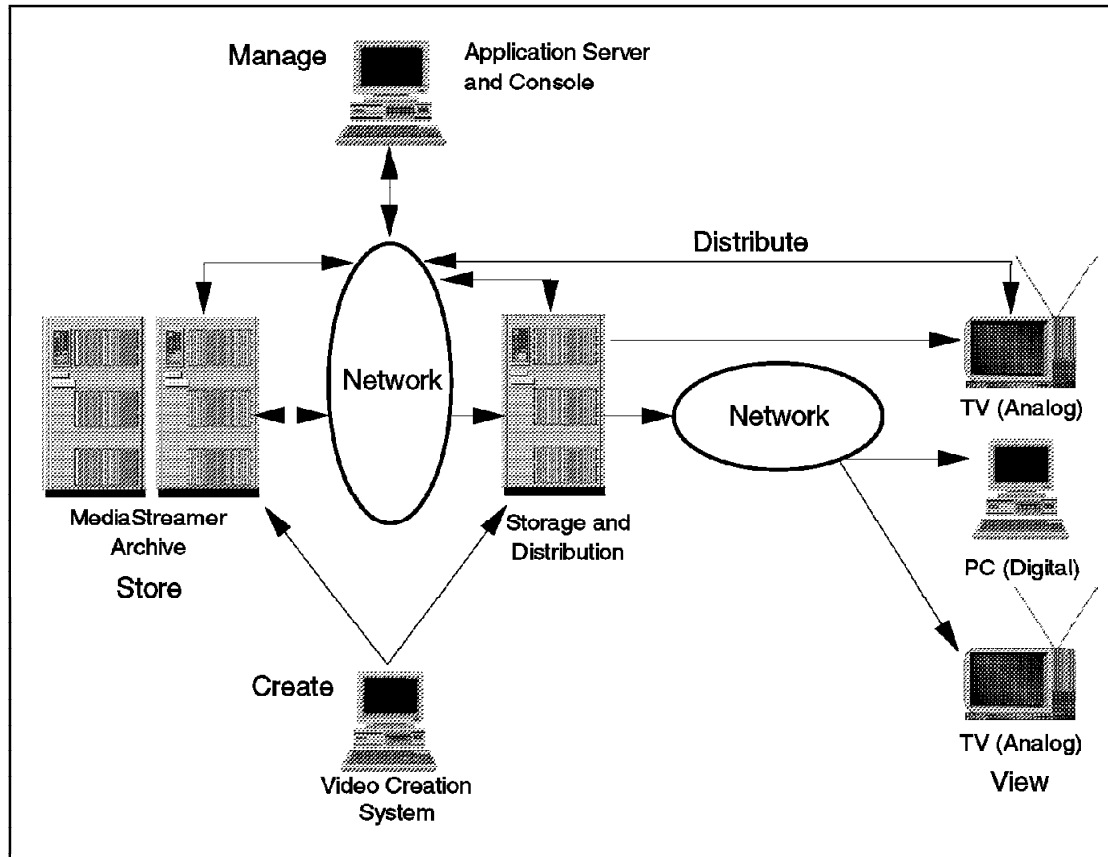 Manage
Application Server
and Console
Distribute
Network
TV (Analog)
Network
MediaStreamer
Archive
Store
Storage and
Distribution
PC (Digital)
Create
Video Creation
System
TV (Analog)
View